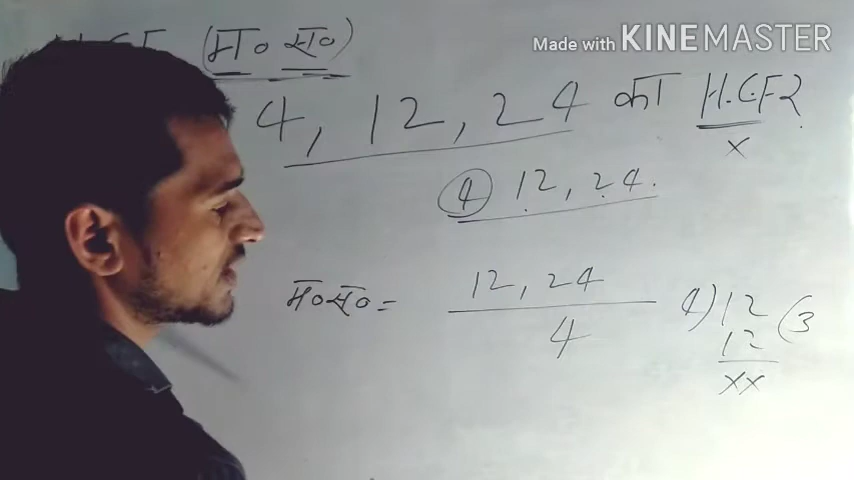 Made with KINEMASTER
(म० स०)
4, 12, 24 का H.C.F?
x
4 12, 24.
म०स०= 12, 24
4
4) 12 (3
12
xx